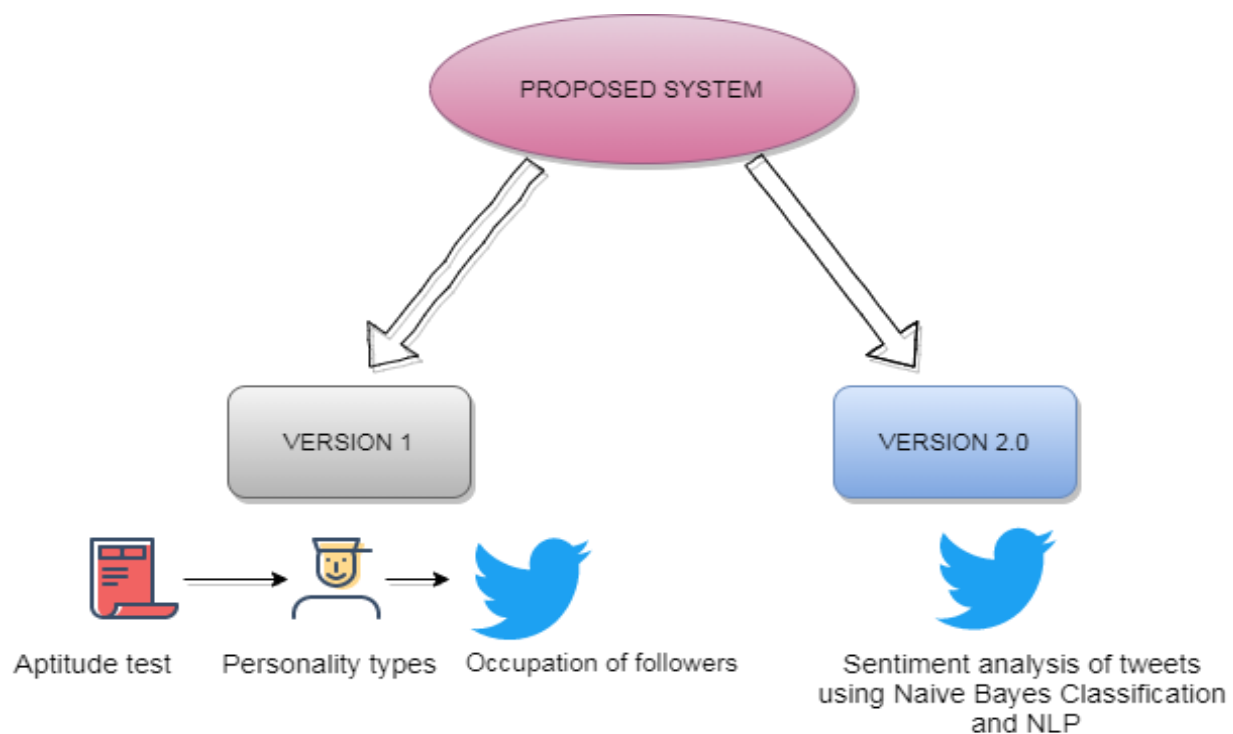 PROPOSED SYSTEM
VERSION 1
VERSION 2.0
Aptitude test
Personality types
Occupation of followers
Sentiment analysis of tweets
using Naive Bayes Classification
and NLP